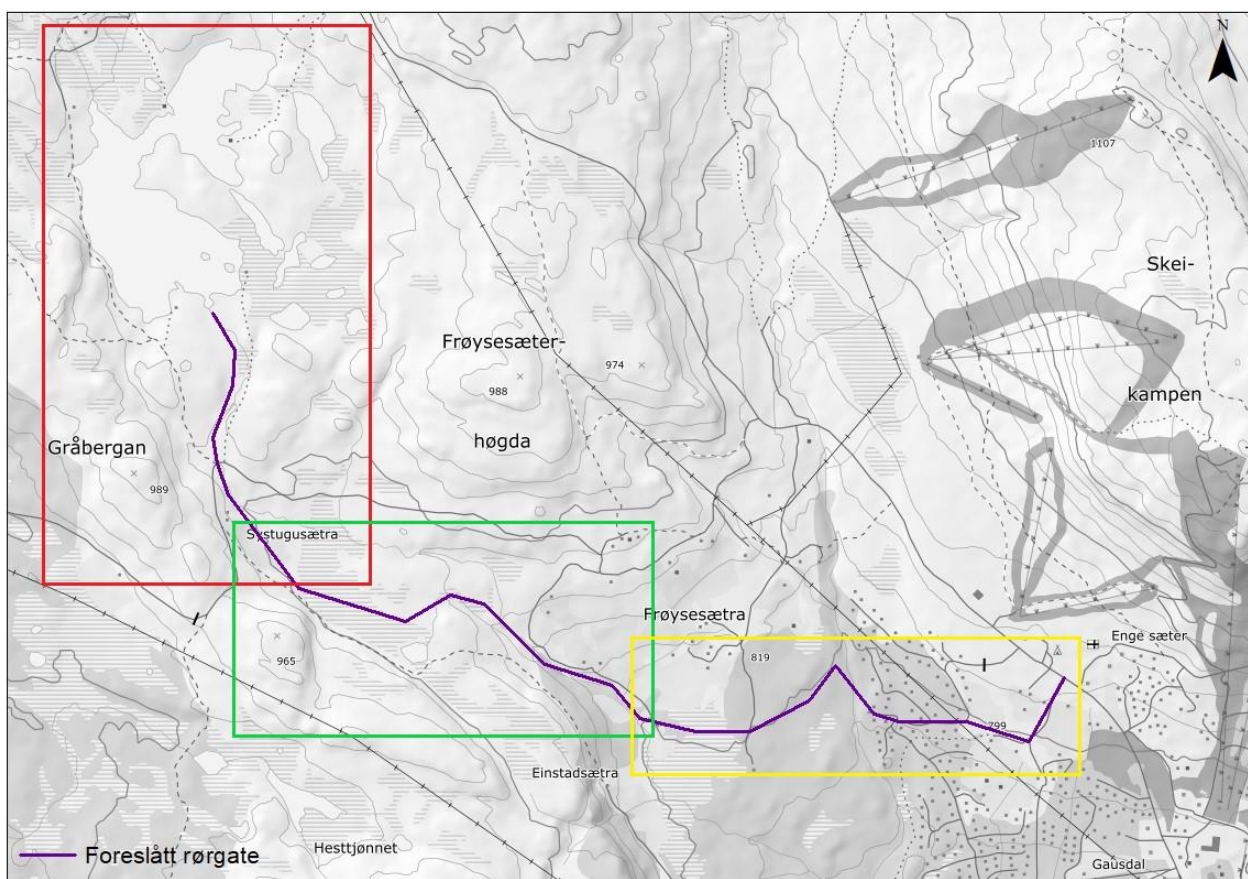 N
1107
Skei-
kampen
Frøysesæter-
974
988
høgda
Gråbergan
989
Systugusætra
Frøysesætra
Enge sæter
965
819
799
Einstadsætra
Hesttjønnet
Gausdal
Foreslått rørgate